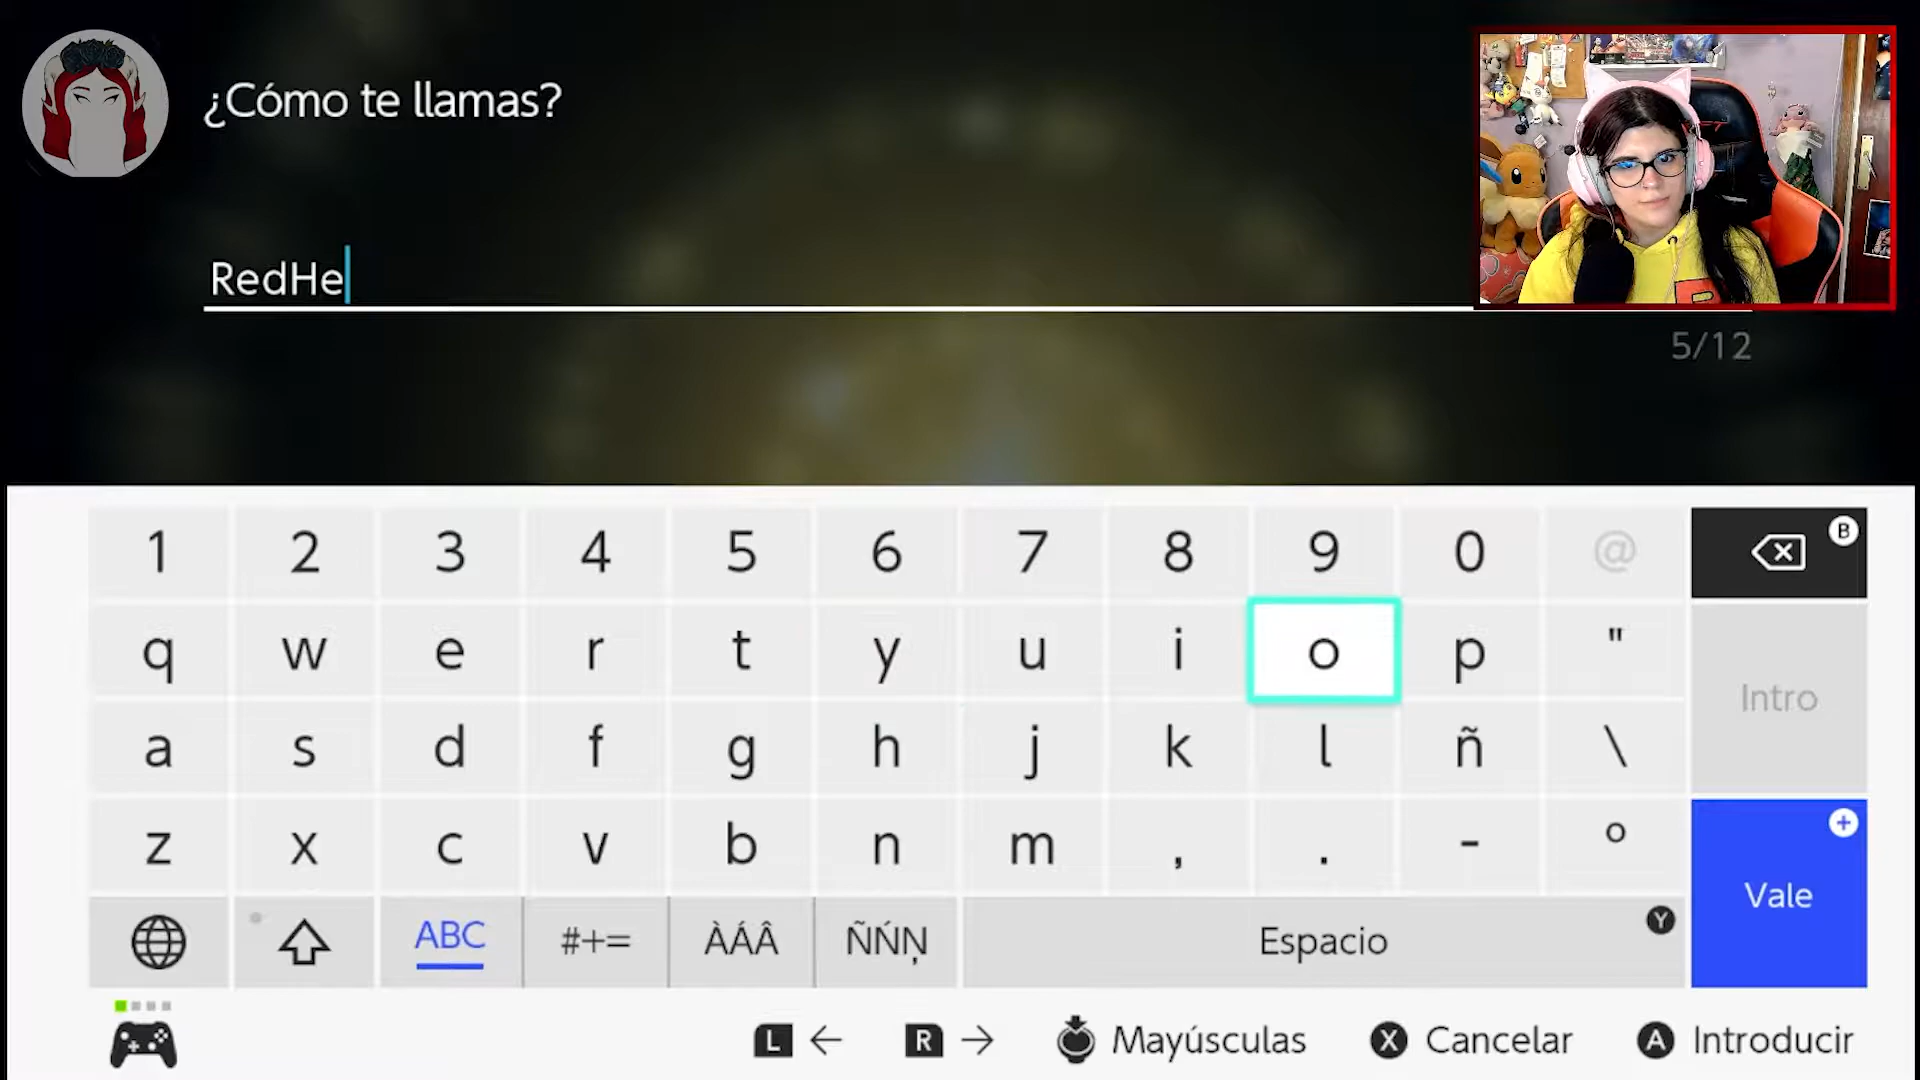 ¿Cómo te llamas?
RedHe
5/12
1 2 3 4 5 6 7 8 9 0 @ B
q w e r t y u i o p "
Intro
a s d f g h j k l ñ \
z x c v b n m , . - º
+
Vale
ABC #+= ÀÁÂ ÑŃŅ Espacio Y
L ← R → Mayúsculas X Cancelar A Introducir